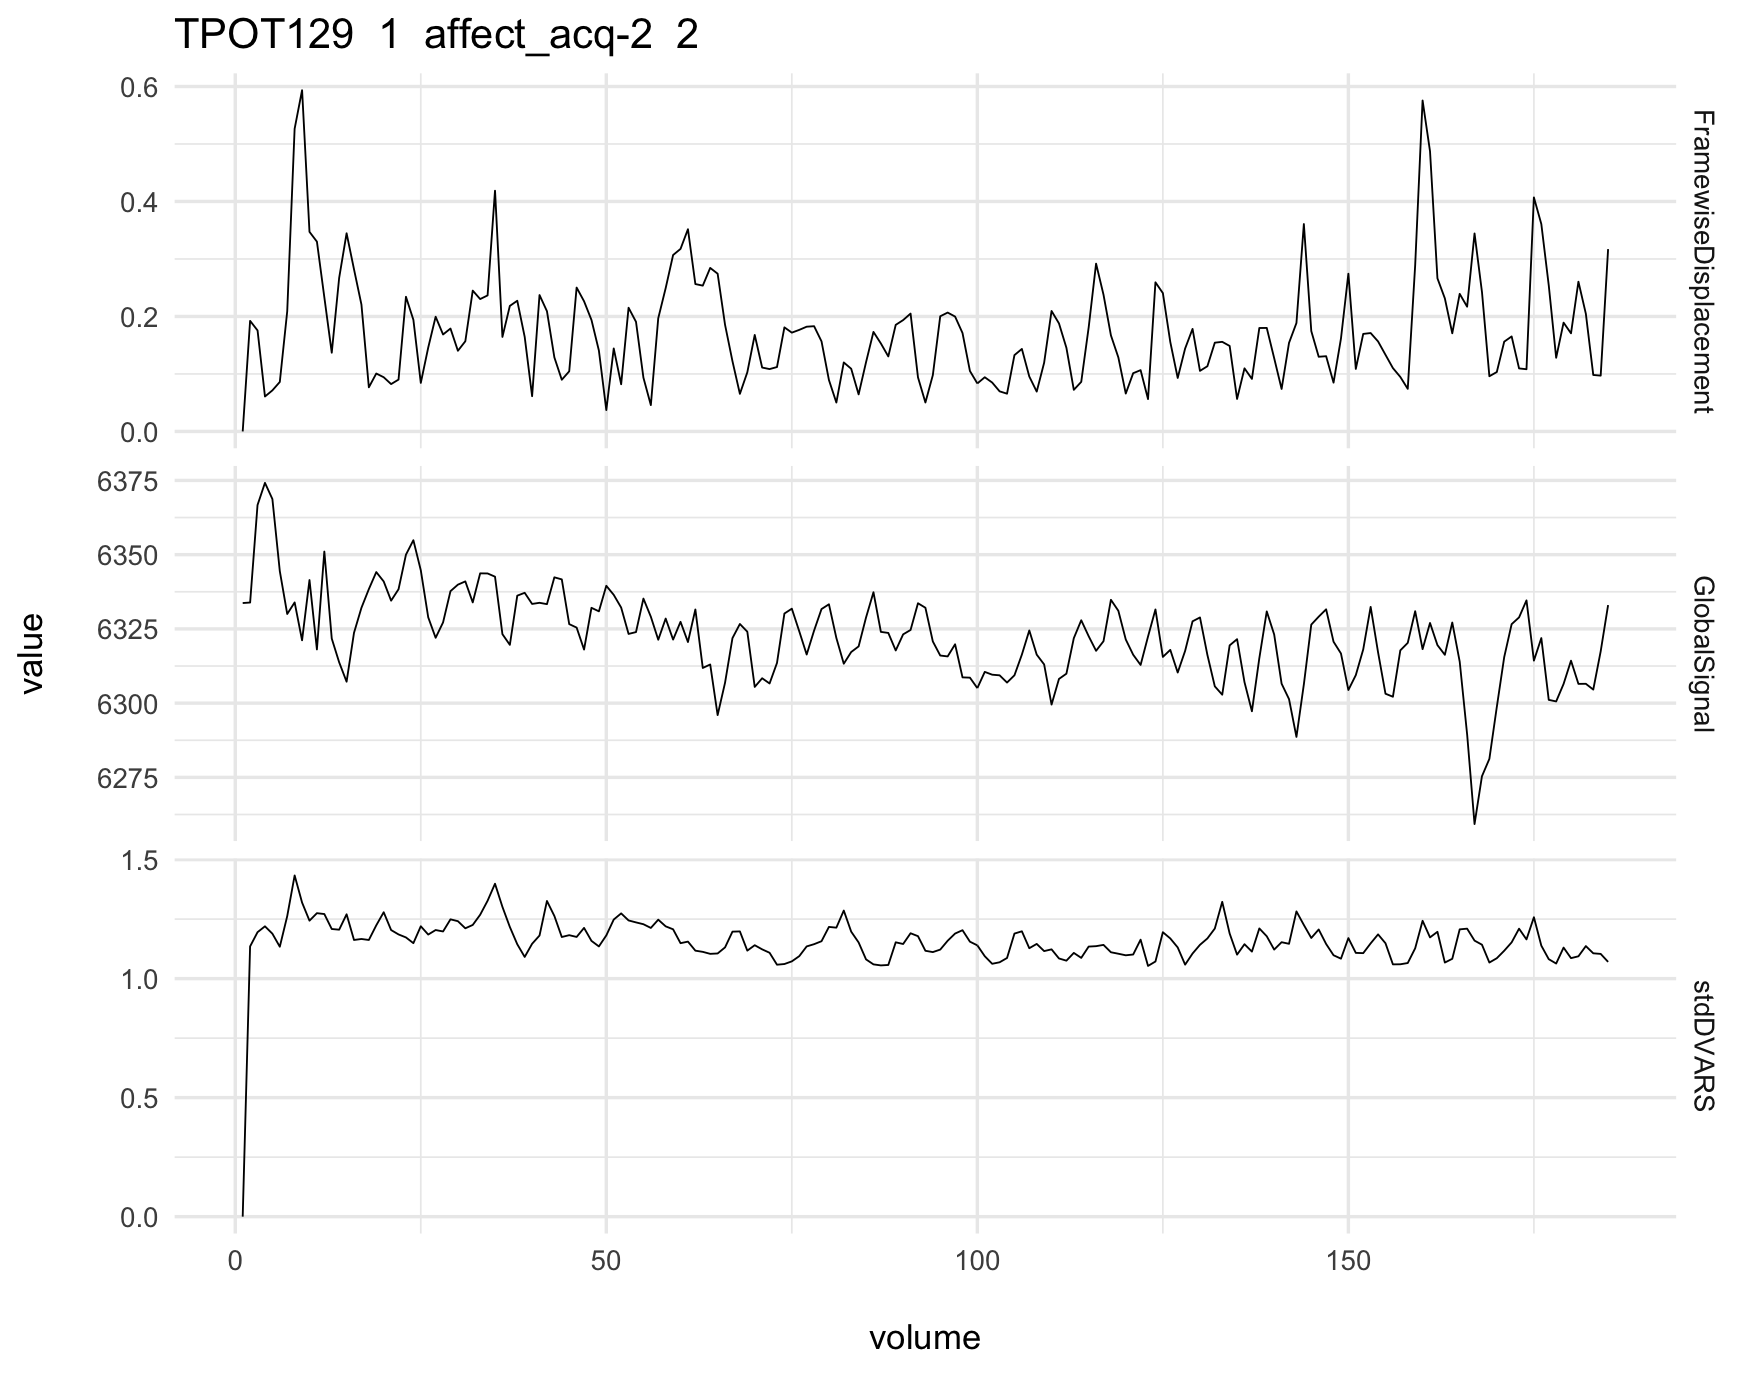 TPOT129 1 affect_acq-2 2
0.6
0.4
0.2
0.0
FramewiseDisplacement
6375
6350
6325
6300
6275
GlobalSignal
1.5
1.0
0.5
0.0
stdDVARS
value
0 50 100 150
volume